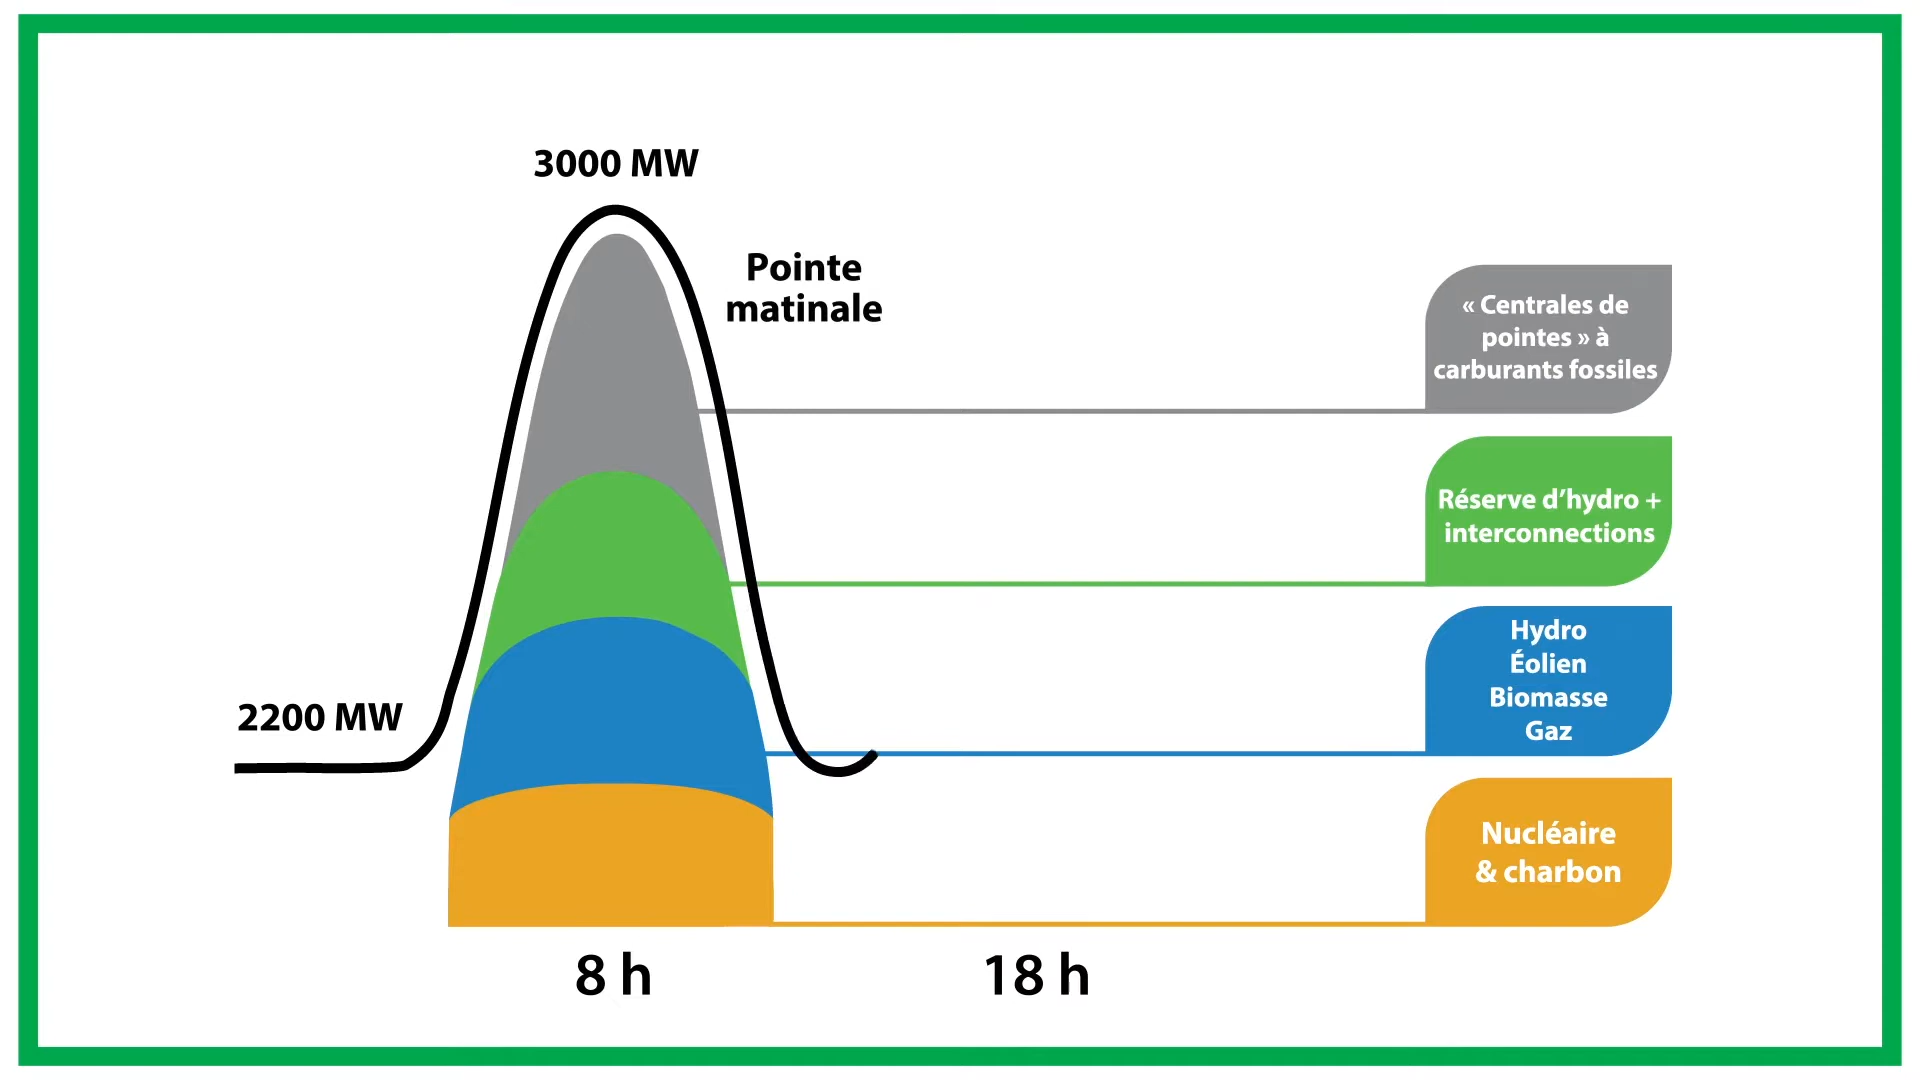 3000 MW
Pointe
matinale
« Centrales de
pointes » à
carburants fossiles
Réserve d’hydro +
interconnections
Hydro
Éolien
Biomasse
Gaz
2200 MW
Nucléaire
& charbon
8 h
18 h